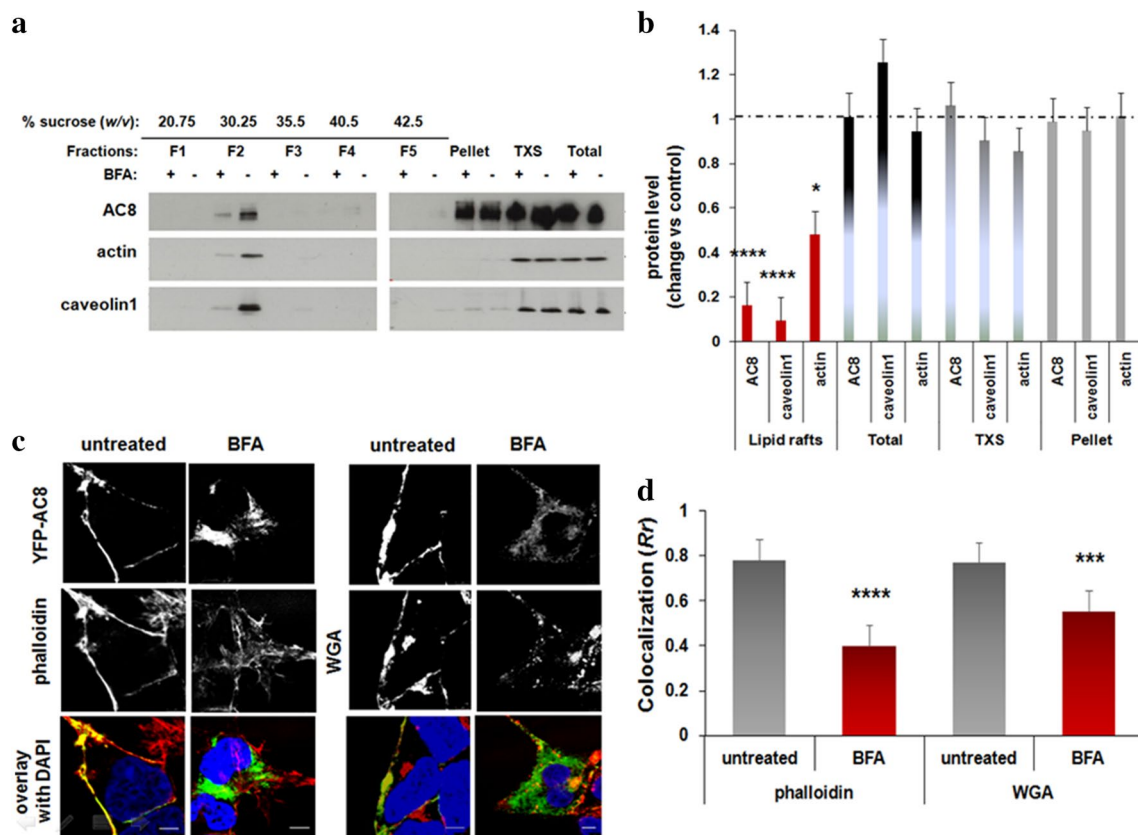 a
% sucrose (w/v): 20.75 30.25 35.5 40.5 42.5
Fractions: F1 F2 F3 F4 F5 Pellet TXS Total
BFA: + - + - + - + - + - + - + - + -
AC8
actin
caveolin1
b
protein level
(change vs control)
1.4
1.2
1
0.8
0.6
0.4
0.2
0
**** **** *
AC8 caveolin1 actin AC8 caveolin1 actin AC8 caveolin1 actin AC8 caveolin1 actin
Lipid rafts Total TXS Pellet
c
untreated BFA untreated BFA
YFP-AC8
phalloidin
WGA
overlay
with DAPI
d
Colocalization (Rr)
1
0.8
0.6
0.4
0.2
0
**** ***
untreated BFA untreated BFA
phalloidin WGA